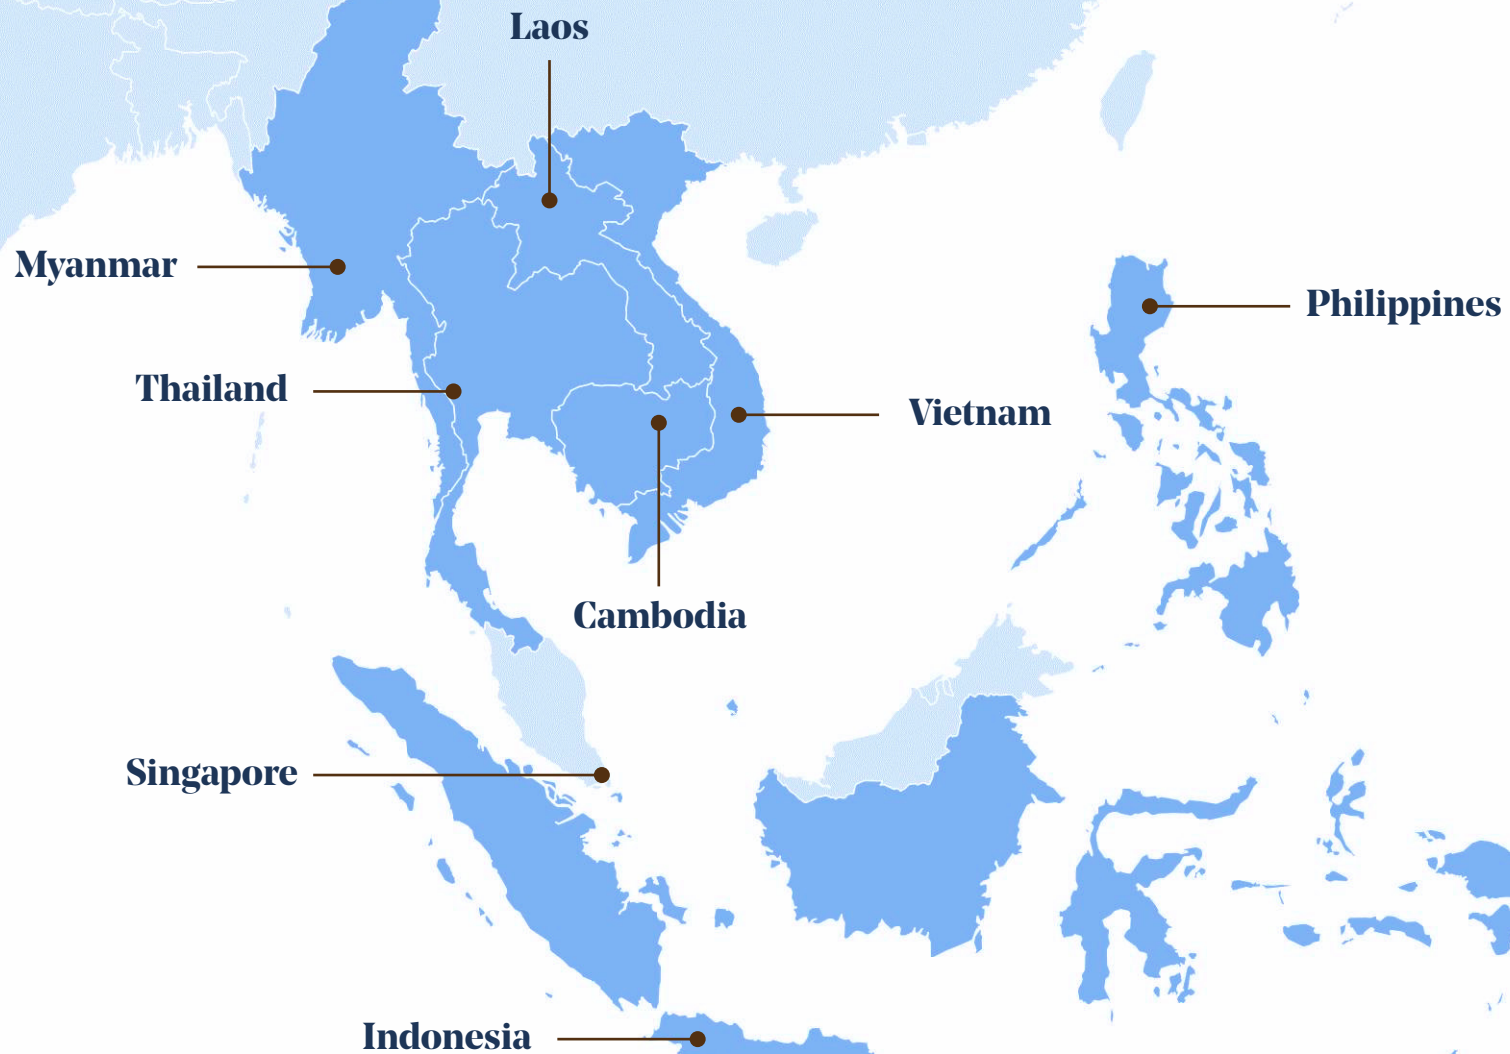 Laos
Myanmar
Philippines
Thailand
Vietnam
Cambodia
Singapore
Indonesia